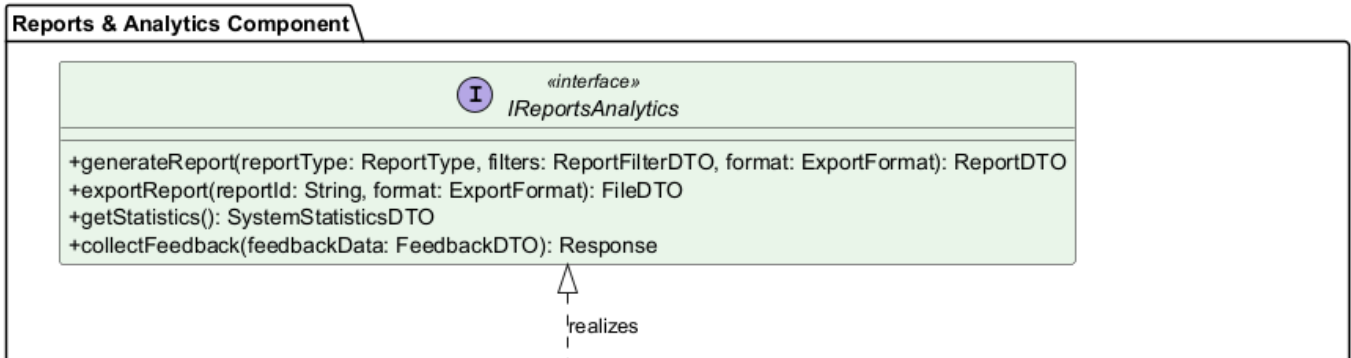 Reports & Analytics Component
«interface»
I
IReportsAnalytics
+generateReport(reportType: ReportType, filters: ReportFilterDTO, format: ExportFormat): ReportDTO
+exportReport(reportId: String, format: ExportFormat): FileDTO
+getStatistics(): SystemStatisticsDTO
+collectFeedback(feedbackData: FeedbackDTO): Response
realizes